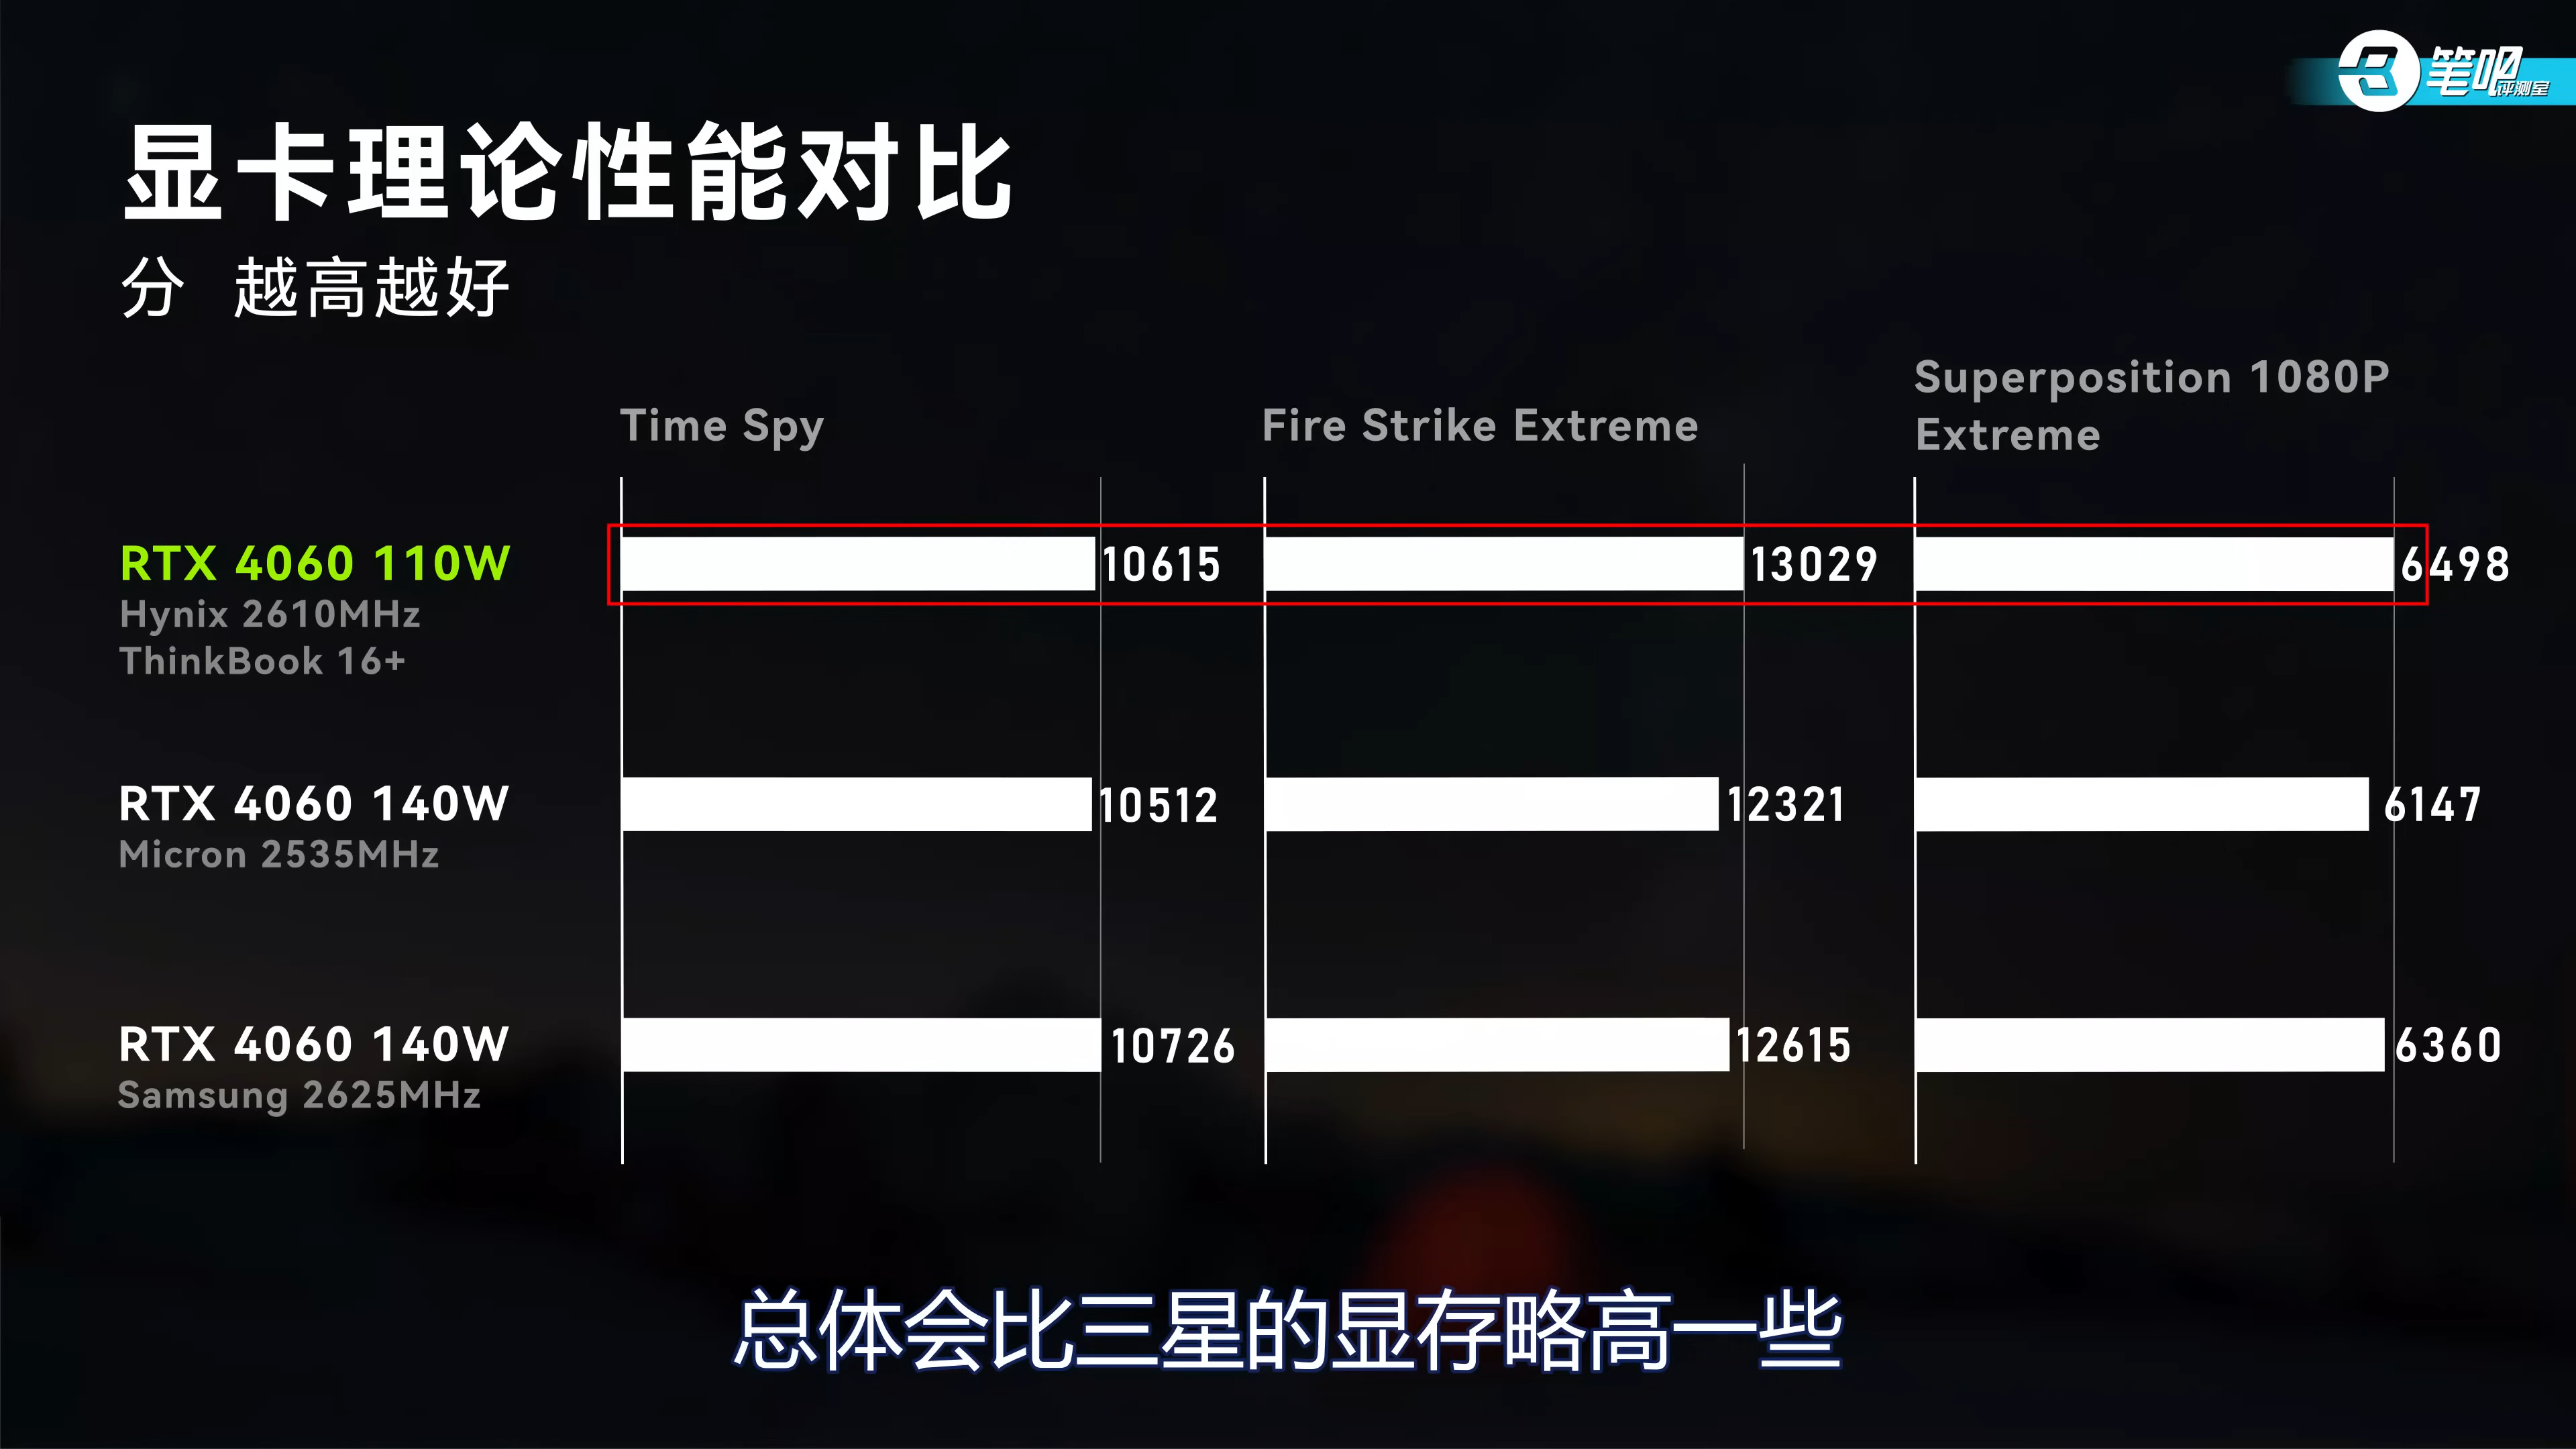 笔吧评测室
显卡理论性能对比
分 越高越好
Time Spy
Fire Strike Extreme
Superposition 1080P
Extreme
RTX 4060 110W
Hynix 2610MHz
ThinkBook 16+
10615
13029
6498
RTX 4060 140W
Micron 2535MHz
10512
12321
6147
RTX 4060 140W
Samsung 2625MHz
10726
12615
6360
总体会比三星的显存略高一些